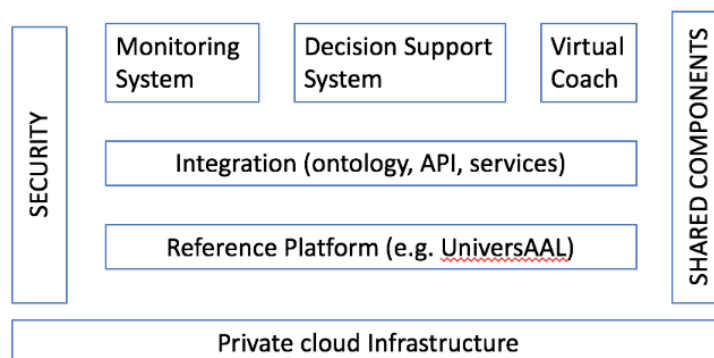 SECURITY
Monitoring
System
Decision Support
System
Virtual
Coach
SHARED COMPONENTS
Integration (ontology, API, services)
Reference Platform (e.g. UniversAAL)
Private cloud Infrastructure